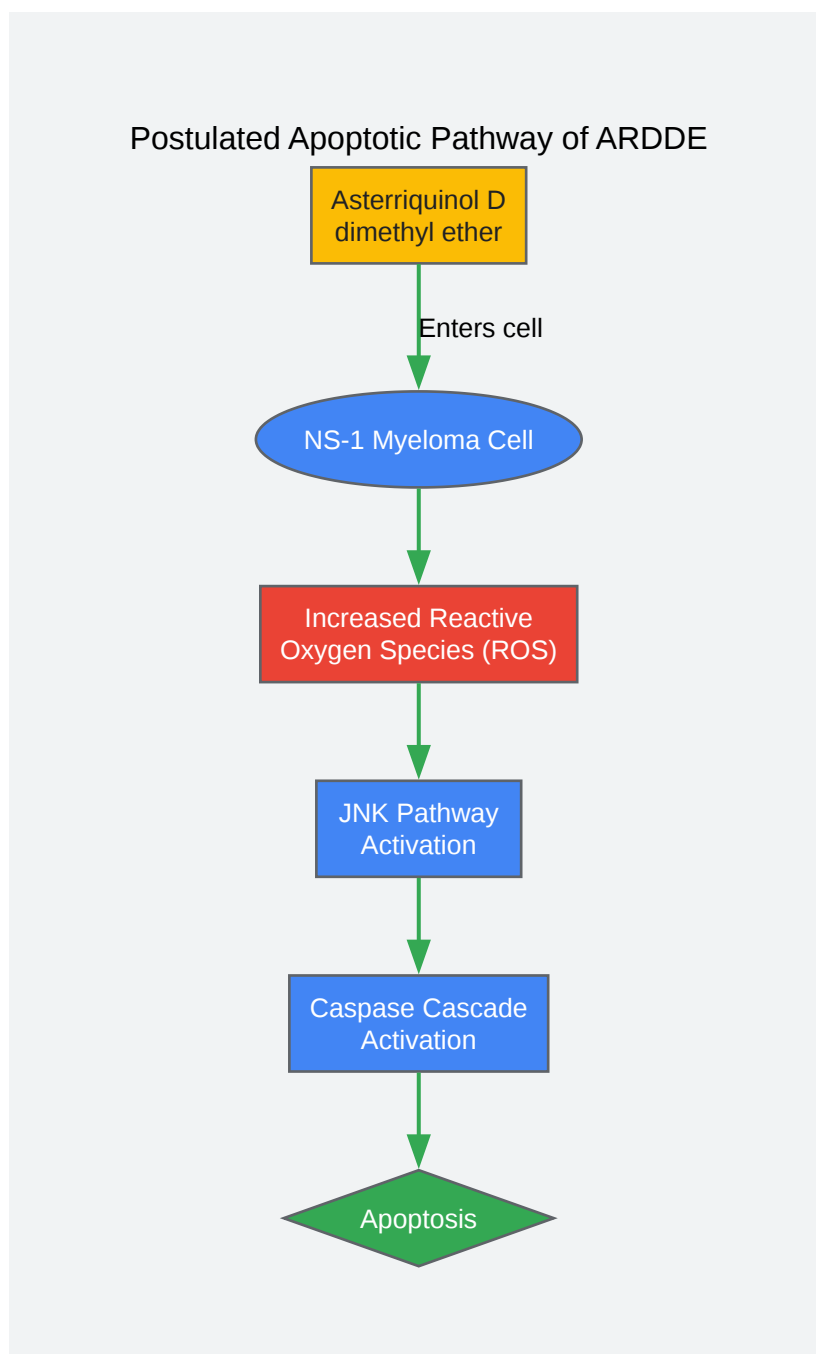 Postulated Apoptotic Pathway of ARDDE
Asterriquinol D
dimethyl ether
Enters cell
NS-1 Myeloma Cell
Increased Reactive
Oxygen Species (ROS)
JNK Pathway
Activation
Caspase Cascade
Activation
Apoptosis